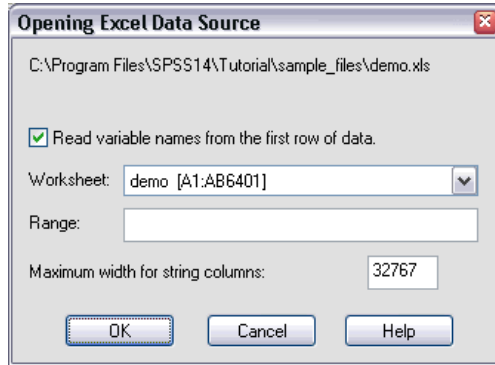 Opening Excel Data Source
C:\Program Files\SPSS14\Tutorial\sample_files\demo.xls
Read variable names from the first row of data.
Worksheet: demo [A1:AB6401]
Range:
Maximum width for string columns: 32767
OK Cancel Help